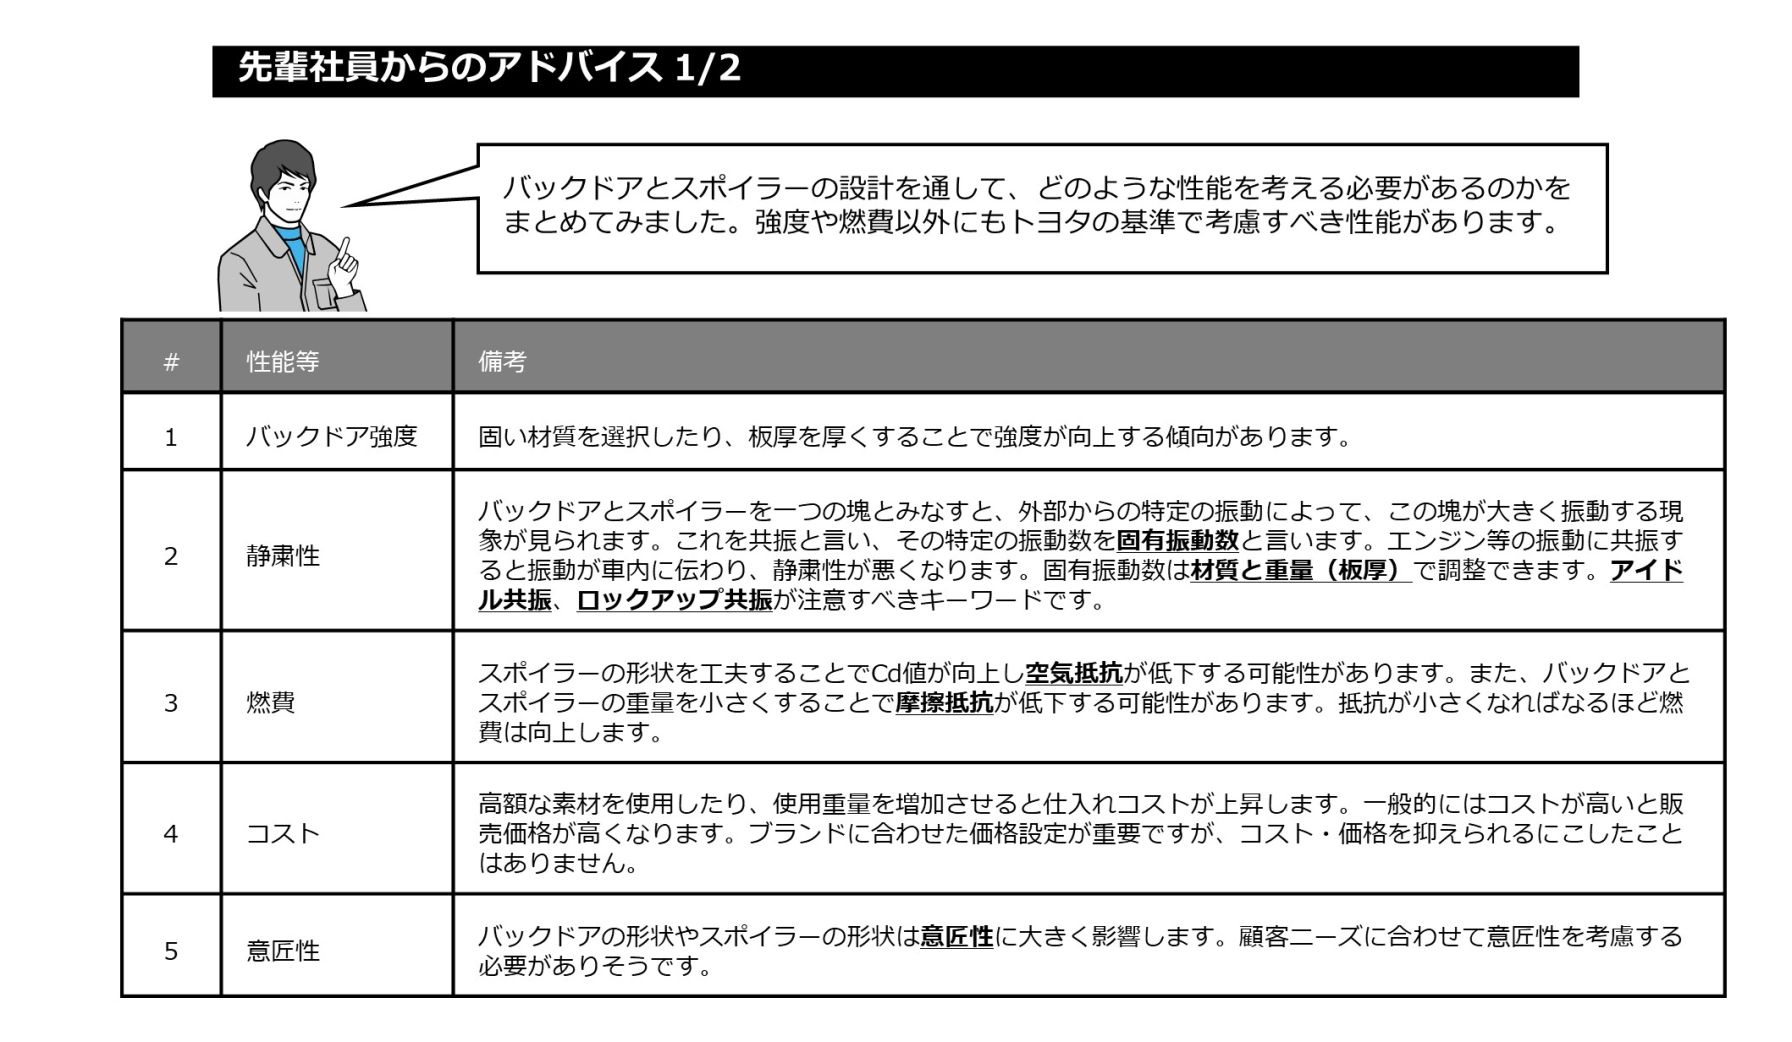 先輩社員からのアドバイス 1/2
バックドアとスポイラーの設計を通して、どのような性能を考える必要があるのかを
まとめてみました。強度や燃費以外にもトヨタの基準で考慮すべき性能があります。
# 性能等 備考
1 バックドア強度 固い材質を選択したり、板厚を厚くすることで強度が向上する傾向があります。
2 静粛性
バックドアとスポイラーを一つの塊とみなすと、外部からの特定の振動によって、この塊が大きく振動する現
象が見られます。これを共振と言い、その特定の振動数を固有振動数と言います。エンジン等の振動に共振す
ると振動が車内に伝わり、静粛性が悪くなります。固有振動数は材質と重量（板厚）で調整できます。アイド
ル共振、ロックアップ共振が注意すべきキーワードです。
3 燃費
スポイラーの形状を工夫することでCd値が向上し空気抵抗が低下する可能性があります。また、バックドアと
スポイラーの重量を小さくすることで摩擦抵抗が低下する可能性があります。抵抗が小さくなればなるほど燃
費は向上します。
4 コスト
高額な素材を使用したり、使用重量を増加させると仕入れコストが上昇します。一般的にはコストが高いと販
売価格が高くなります。ブランドに合わせた価格設定が重要ですが、コスト・価格を抑えられるにこしたこと
はありません。
5 意匠性
バックドアの形状やスポイラーの形状は意匠性に大きく影響します。顧客ニーズに合わせて意匠性を考慮する
必要がありそうです。